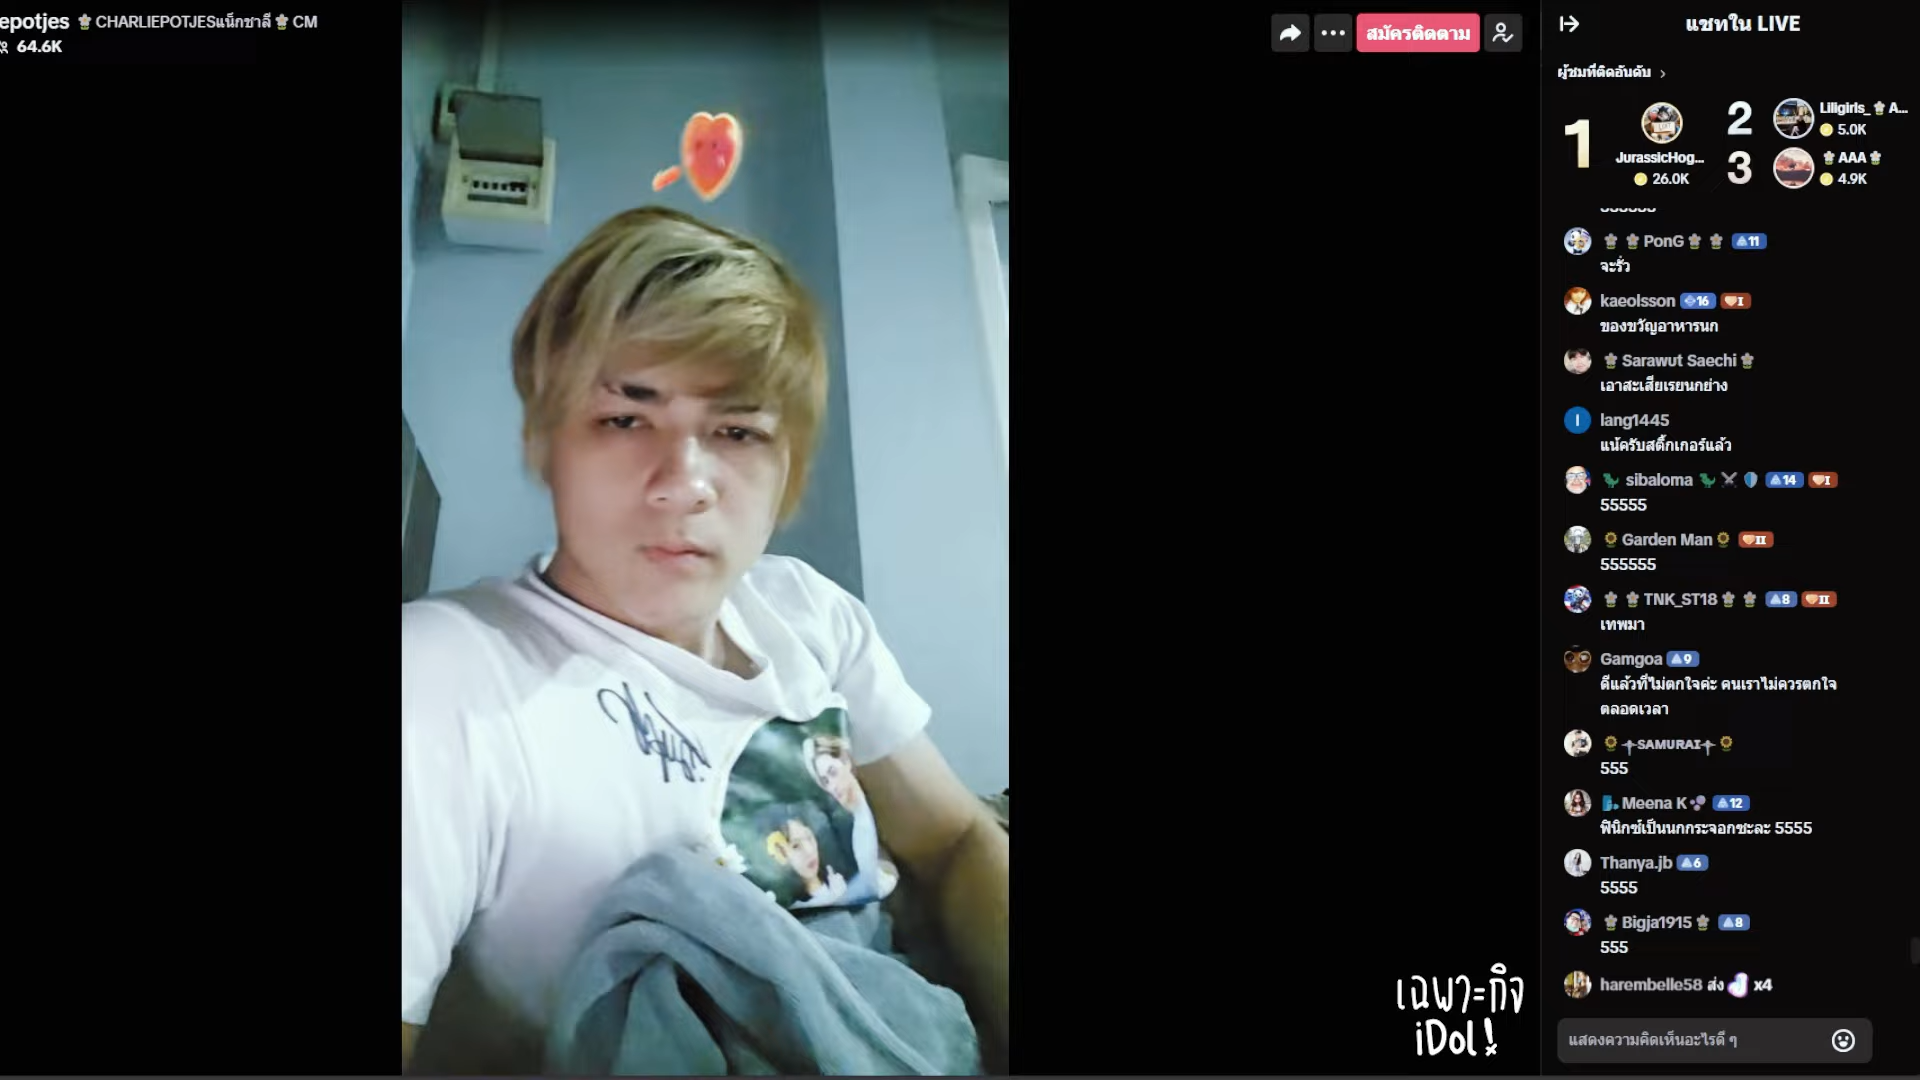 epotjes CHARLIEPOTJESแน็กชาลีCM
64.6K
สมัครติดตาม
แชทใน LIVE
ผู้ชมที่ติดอันดับ
1
JurassicHog...
26.0K
2
Liligirls_ A...
5.0K
3
AAA
4.9K
PonG 11
จะรั่ว
kaeolsson 16 I
ของขวัญอาหารนก
Sarawut Saechi
เอาสะเสียเรยนกย่าง
I lang1445
แน้ครับสติ้กเกอร์แล้ว
sibaloma 14 I
55555
Garden Man II
555555
TNK_ST18 8 II
เทพมา
Gamgoa 9
ดีแล้วที่ไม่ตกใจค่ะ คนเราไม่ควรตกใจ
ตลอดเวลา
SAMURAI
555
Meena K 12
ฟินิกซ์เป็นนกกระจอกซะละ 5555
Thanya.jb 6
5555
Bigja1915 8
555
harembelle58 ส่ง x4
แสดงความคิดเห็นอะไรดี ๆ
เฉพาะกิจ
iDol!